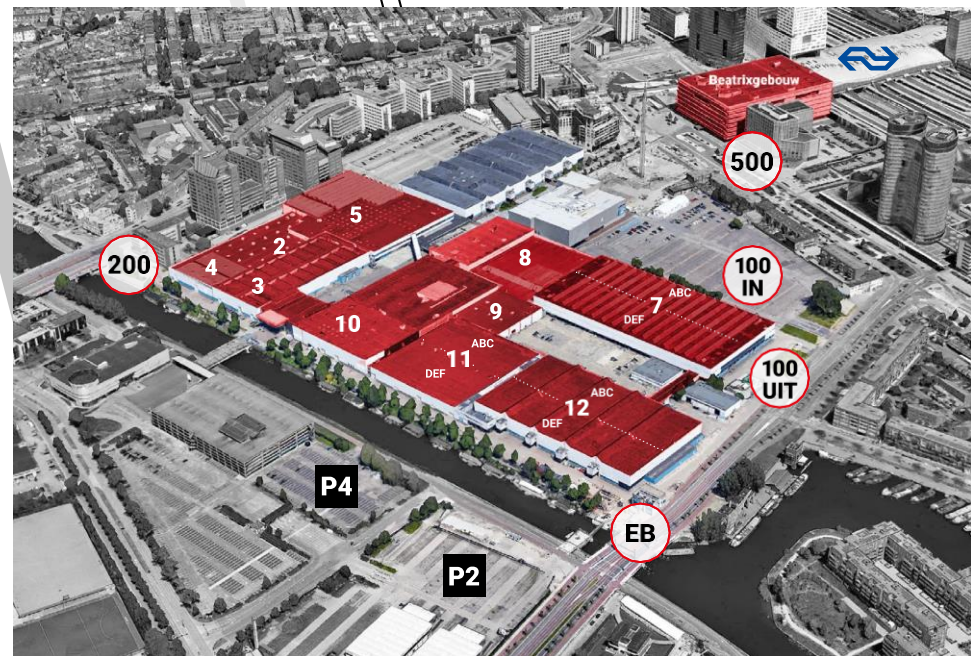 Beatrixgebouw
500
5
2
200
4
3
8
100
IN
7
ABC
DEF
9
10
ABC
11
DEF
100
UIT
ABC
12
DEF
P4
EB
P2